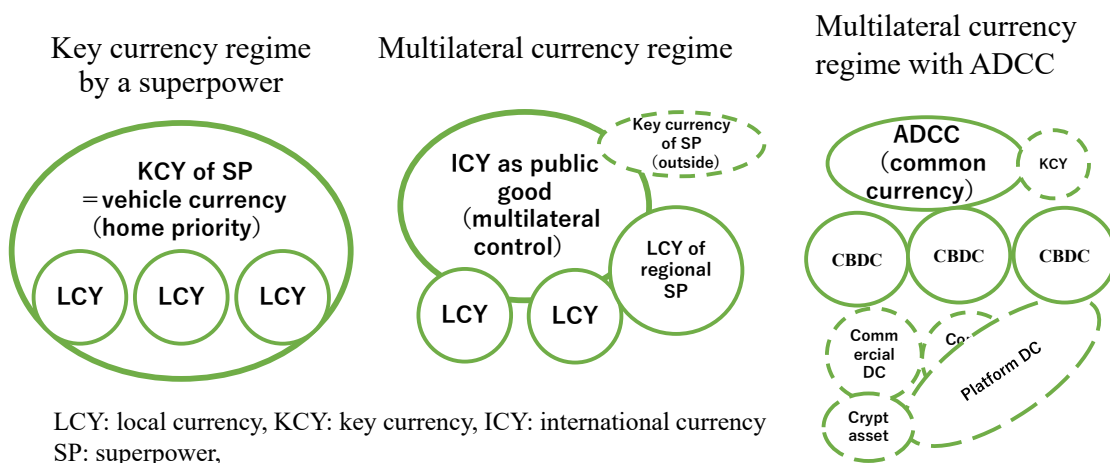 Key currency regime
by a superpower
KCY of SP
=vehicle currency
(home priority)
LCY
LCY
LCY
Multilateral currency regime
Key currency
of SP
(outside)
ICY as public
good
(multilateral
control)
LCY of
regional
SP
LCY
LCY
Multilateral currency
regime with ADCC
ADCC
(common
currency)
KCY
CBDC
CBDC
CBDC
Comm
ercial
DC
Platform DC
Crypt
asset
LCY: local currency, KCY: key currency, ICY: international currency
SP: superpower,